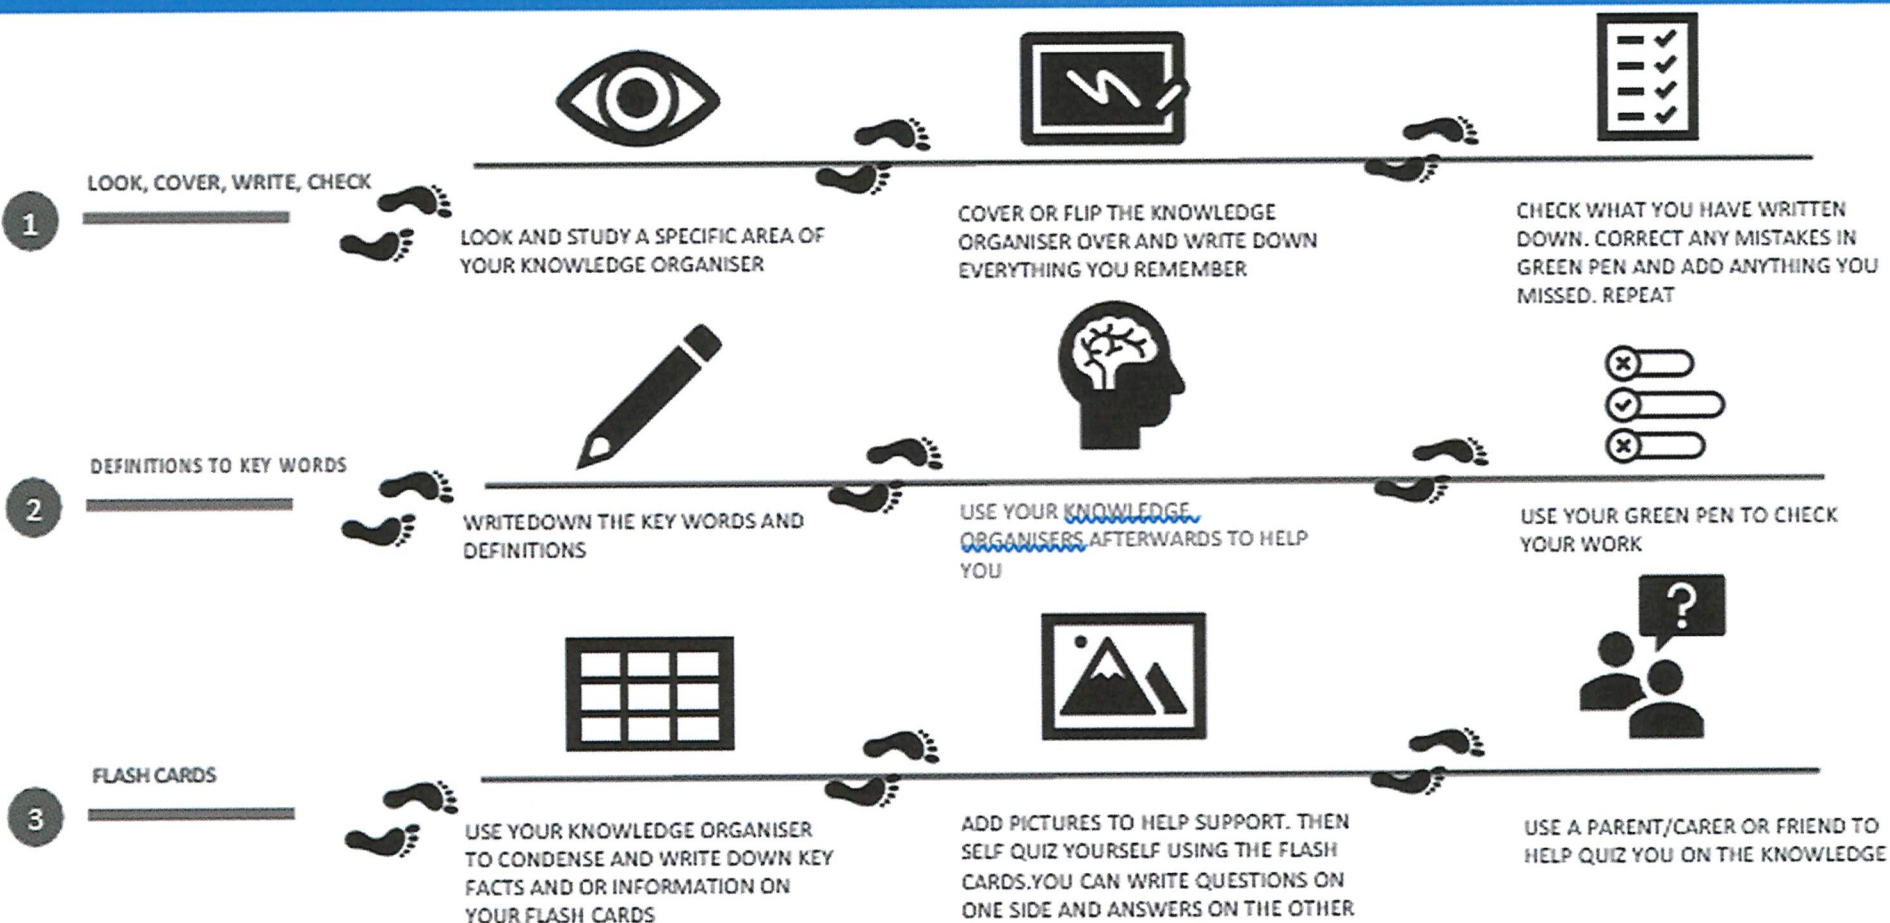 1
LOOK, COVER, WRITE, CHECK
LOOK AND STUDY A SPECIFIC AREA OF
YOUR KNOWLEDGE ORGANISER
COVER OR FLIP THE KNOWLEDGE
ORGANISER OVER AND WRITE DOWN
EVERYTHING YOU REMEMBER
CHECK WHAT YOU HAVE WRITTEN
DOWN. CORRECT ANY MISTAKES IN
GREEN PEN AND ADD ANYTHING YOU
MISSED. REPEAT
2
DEFINITIONS TO KEY WORDS
WRITEDOWN THE KEY WORDS AND
DEFINITIONS
USE YOUR KNOWLEDGE
ORGANISERS AFTERWARDS TO HELP
YOU
USE YOUR GREEN PEN TO CHECK
YOUR WORK
?
3
FLASH CARDS
USE YOUR KNOWLEDGE ORGANISER
TO CONDENSE AND WRITE DOWN KEY
FACTS AND OR INFORMATION ON
YOUR FLASH CARDS
ADD PICTURES TO HELP SUPPORT. THEN
SELF QUIZ YOURSELF USING THE FLASH
CARDS.YOU CAN WRITE QUESTIONS ON
ONE SIDE AND ANSWERS ON THE OTHER
USE A PARENT/CARER OR FRIEND TO
HELP QUIZ YOU ON THE KNOWLEDGE